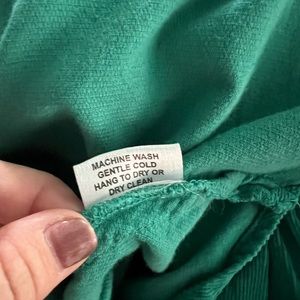 MACHINE WASH
GENTLE COLD
HANG TO DRY OR
DRY CLEAN